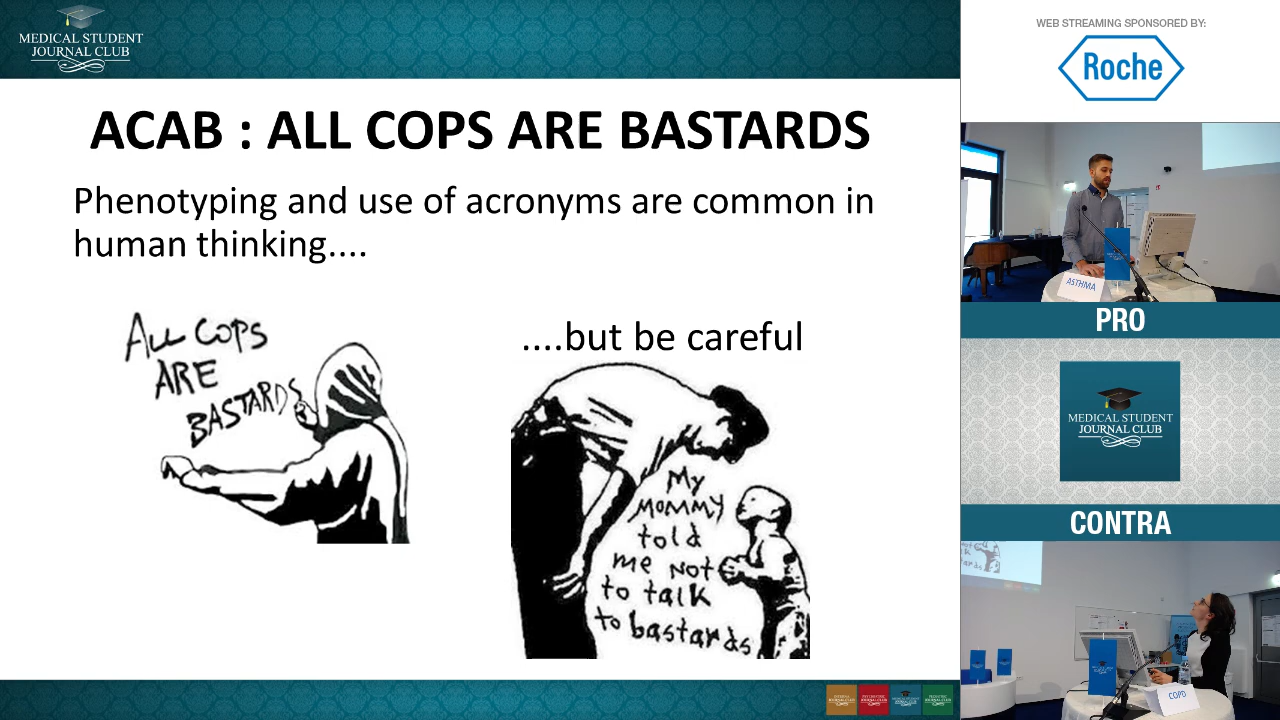 MEDICAL STUDENT
JOURNAL CLUB
ACAB : ALL COPS ARE BASTARDS
Phenotyping and use of acronyms are common in
human thinking....
ALL COPS
ARE
BASTARDS
....but be careful
My
MOMMY
told
me NOT
to talk
to bastards
WEB STREAMING SPONSORED BY:
Roche
ASTHMA
PRO
MEDICAL STUDENT
JOURNAL CLUB
CONTRA
COPD